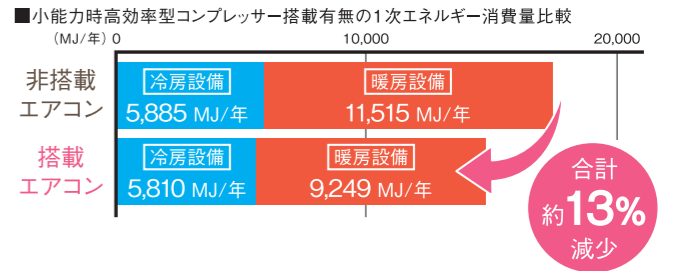 ■小能力時高効率型コンプレッサー搭載有無の1次エネルギー消費量比較
（MJ/年） 0 10,000 20,000
非搭載
エアコン
冷房設備 暖房設備
5,885 MJ/年 11,515 MJ/年
搭載
エアコン
冷房設備 暖房設備
5,810 MJ/年 9,249 MJ/年
合計
約13%
減少